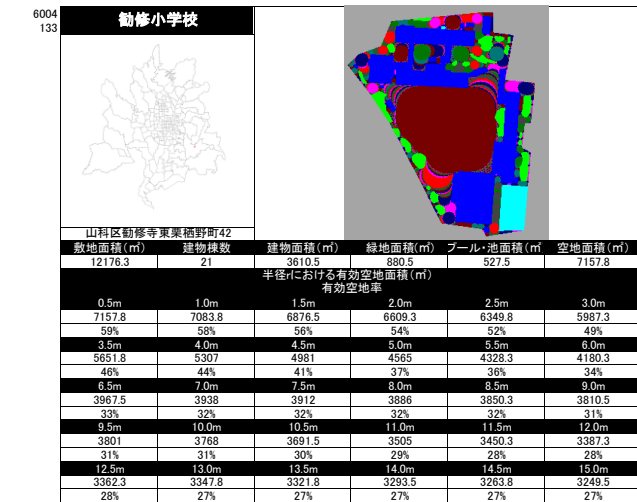 6004
133
勧修小学校
山科区勧修寺東栗栖野町42
敷地面積(㎡) 建物棟数 建物面積(㎡) 緑地面積(㎡) プール・池面積(㎡ 空地面積(㎡)
12176.3 21 3610.5 880.5 527.5 7157.8
半径rにおける有効空地面積(㎡)
有効空地率
0.5m 1.0m 1.5m 2.0m 2.5m 3.0m
7157.8 7083.8 6876.5 6609.3 6349.8 5987.3
59% 58% 56% 54% 52% 49%
3.5m 4.0m 4.5m 5.0m 5.5m 6.0m
5651.8 5307 4981 4565 4328.3 4180.3
46% 44% 41% 37% 36% 34%
6.5m 7.0m 7.5m 8.0m 8.5m 9.0m
3967.5 3938 3912 3886 3850.3 3810.5
33% 32% 32% 32% 32% 31%
9.5m 10.0m 10.5m 11.0m 11.5m 12.0m
3801 3768 3691.5 3505 3450.3 3387.3
31% 31% 30% 29% 28% 28%
12.5m 13.0m 13.5m 14.0m 14.5m 15.0m
3362.3 3347.8 3321.8 3293.5 3263.8 3249.5
28% 27% 27% 27% 27% 27%